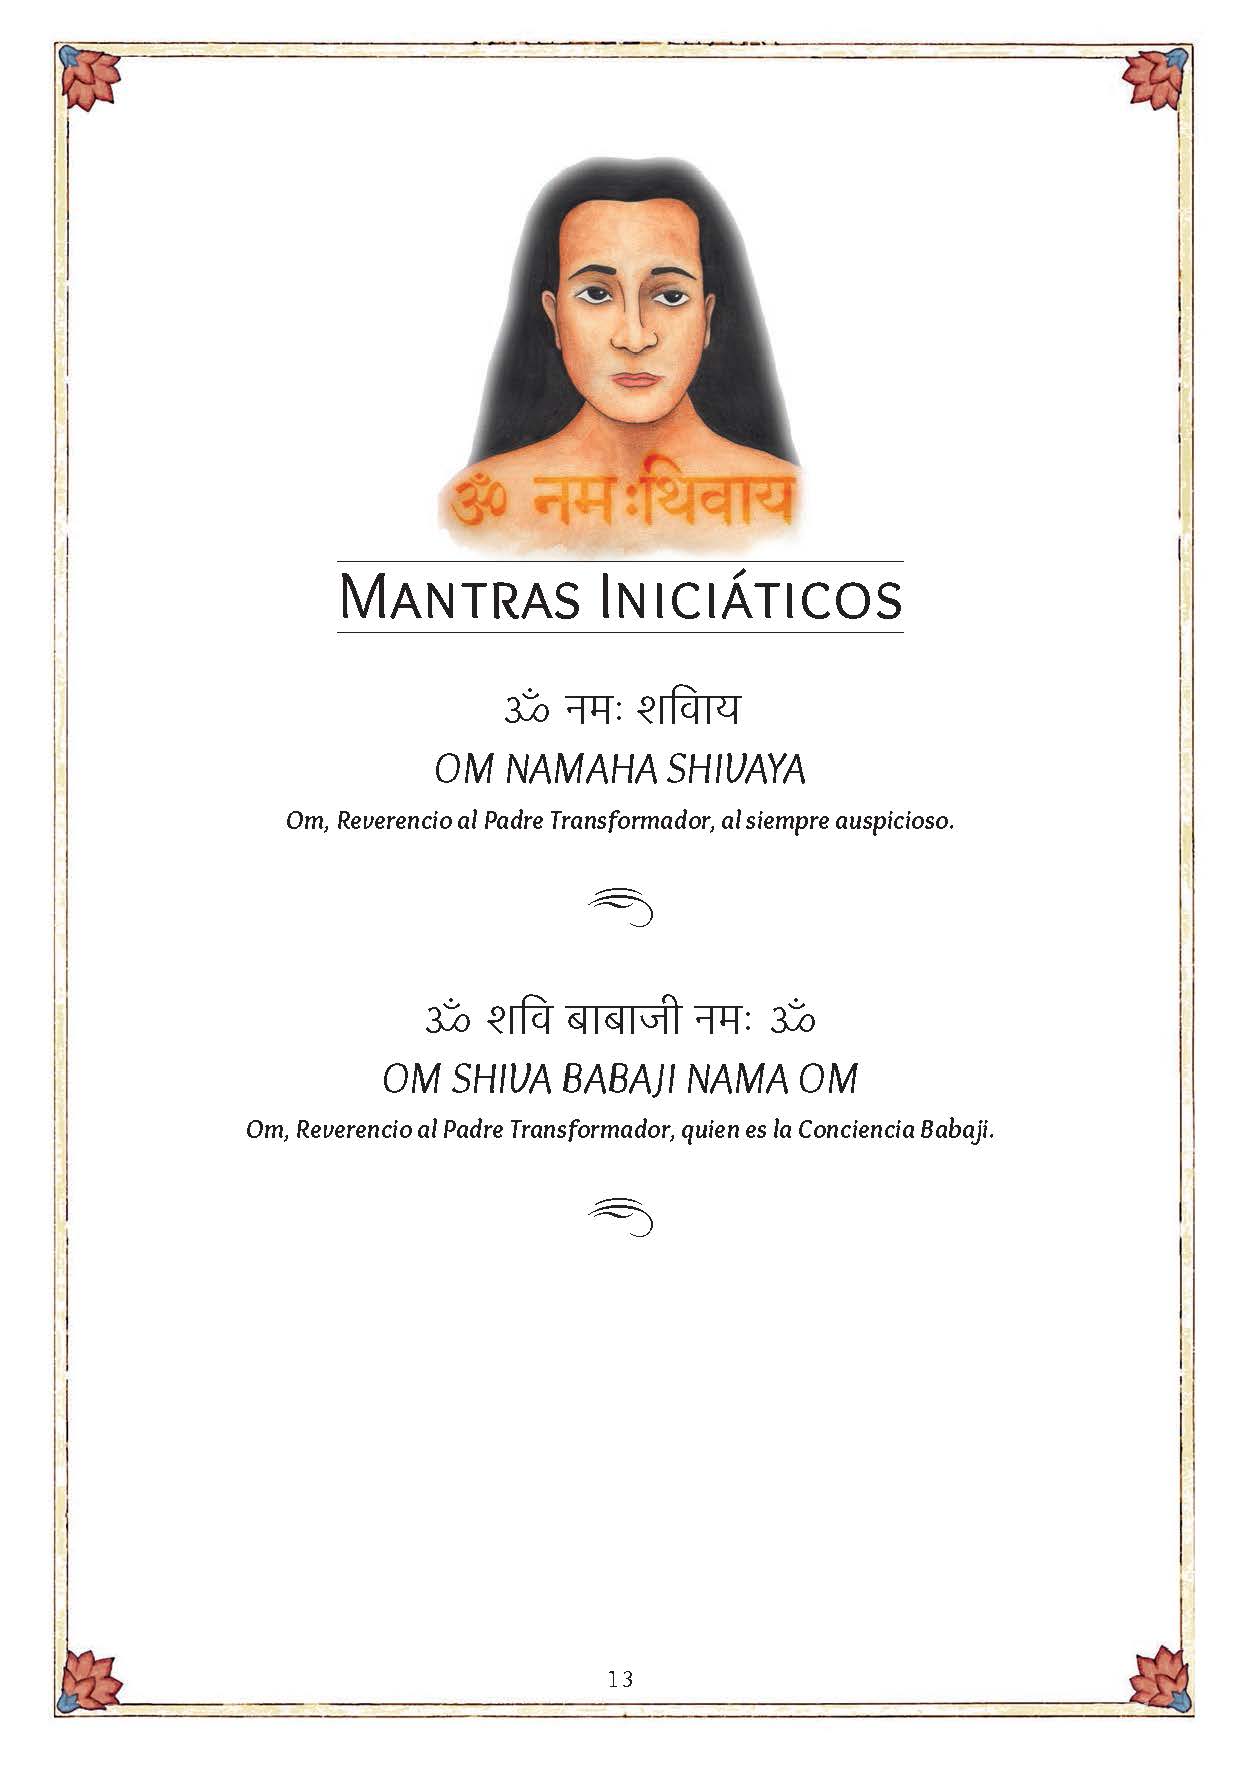 ॐ नमःथिवाय
Mantras Iniciáticos
ॐ नमः शविाय
OM NAMAHA SHIVAYA
Om, Reverencio al Padre Transformador, al siempre auspicioso.
ॐ शवि बाबाजी नमः ॐ
OM SHIVA BABAJI NAMA OM
Om, Reverencio al Padre Transformador, quien es la Conciencia Babaji.
13